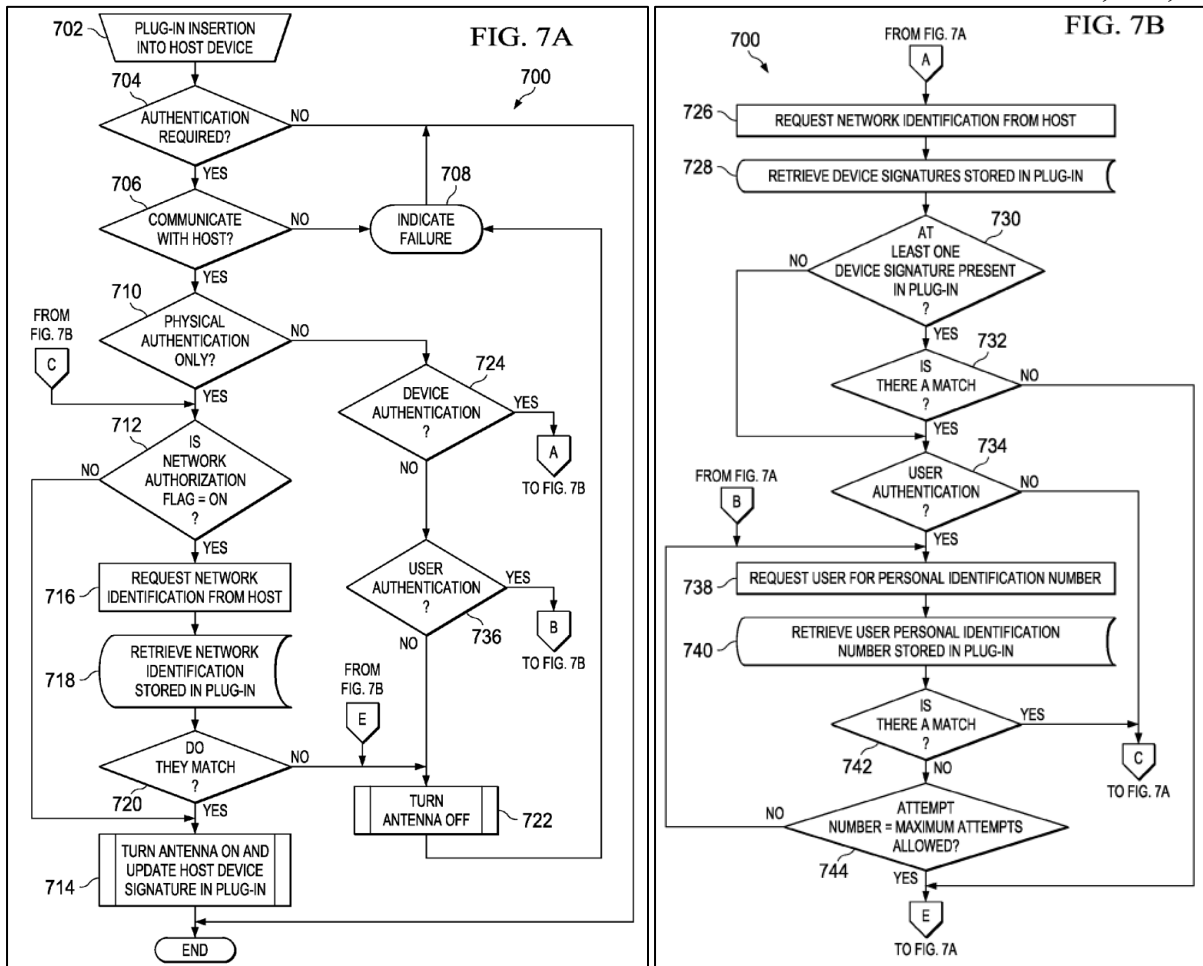 FIG. 7A
700
702
PLUG-IN INSERTION
INTO HOST DEVICE
704
AUTHENTICATION
REQUIRED?
NO
YES
706
COMMUNICATE
WITH HOST?
NO
YES
708
INDICATE
FAILURE
710
PHYSICAL
AUTHENTICATION
ONLY?
NO
YES
FROM
FIG. 7B
C
712
IS
NETWORK
AUTHORIZATION
FLAG = ON
?
NO
YES
724
DEVICE
AUTHENTICATION
?
YES
A
TO FIG. 7B
NO
716
REQUEST NETWORK
IDENTIFICATION FROM HOST
USER
AUTHENTICATION
?
736
YES
B
TO FIG. 7B
NO
718
RETRIEVE NETWORK
IDENTIFICATION
STORED IN PLUG-IN
FROM
FIG. 7B
E
DO
THEY MATCH
?
720
NO
YES
TURN
ANTENNA OFF
722
714
TURN ANTENNA ON AND
UPDATE HOST DEVICE
SIGNATURE IN PLUG-IN
END
FIG. 7B
700
FROM FIG. 7A
A
726
REQUEST NETWORK IDENTIFICATION FROM HOST
728
RETRIEVE DEVICE SIGNATURES STORED IN PLUG-IN
730
AT
LEAST ONE
DEVICE SIGNATURE PRESENT
IN PLUG-IN
?
NO
YES
732
IS
THERE A MATCH
?
NO
YES
734
USER
AUTHENTICATION
?
NO
YES
FROM FIG. 7A
B
738
REQUEST USER FOR PERSONAL IDENTIFICATION NUMBER
740
RETRIEVE USER PERSONAL IDENTIFICATION
NUMBER STORED IN PLUG-IN
IS
THERE A MATCH
?
742
YES
NO
C
TO FIG. 7A
ATTEMPT
NUMBER = MAXIMUM ATTEMPTS
ALLOWED?
744
NO
YES
E
TO FIG. 7A